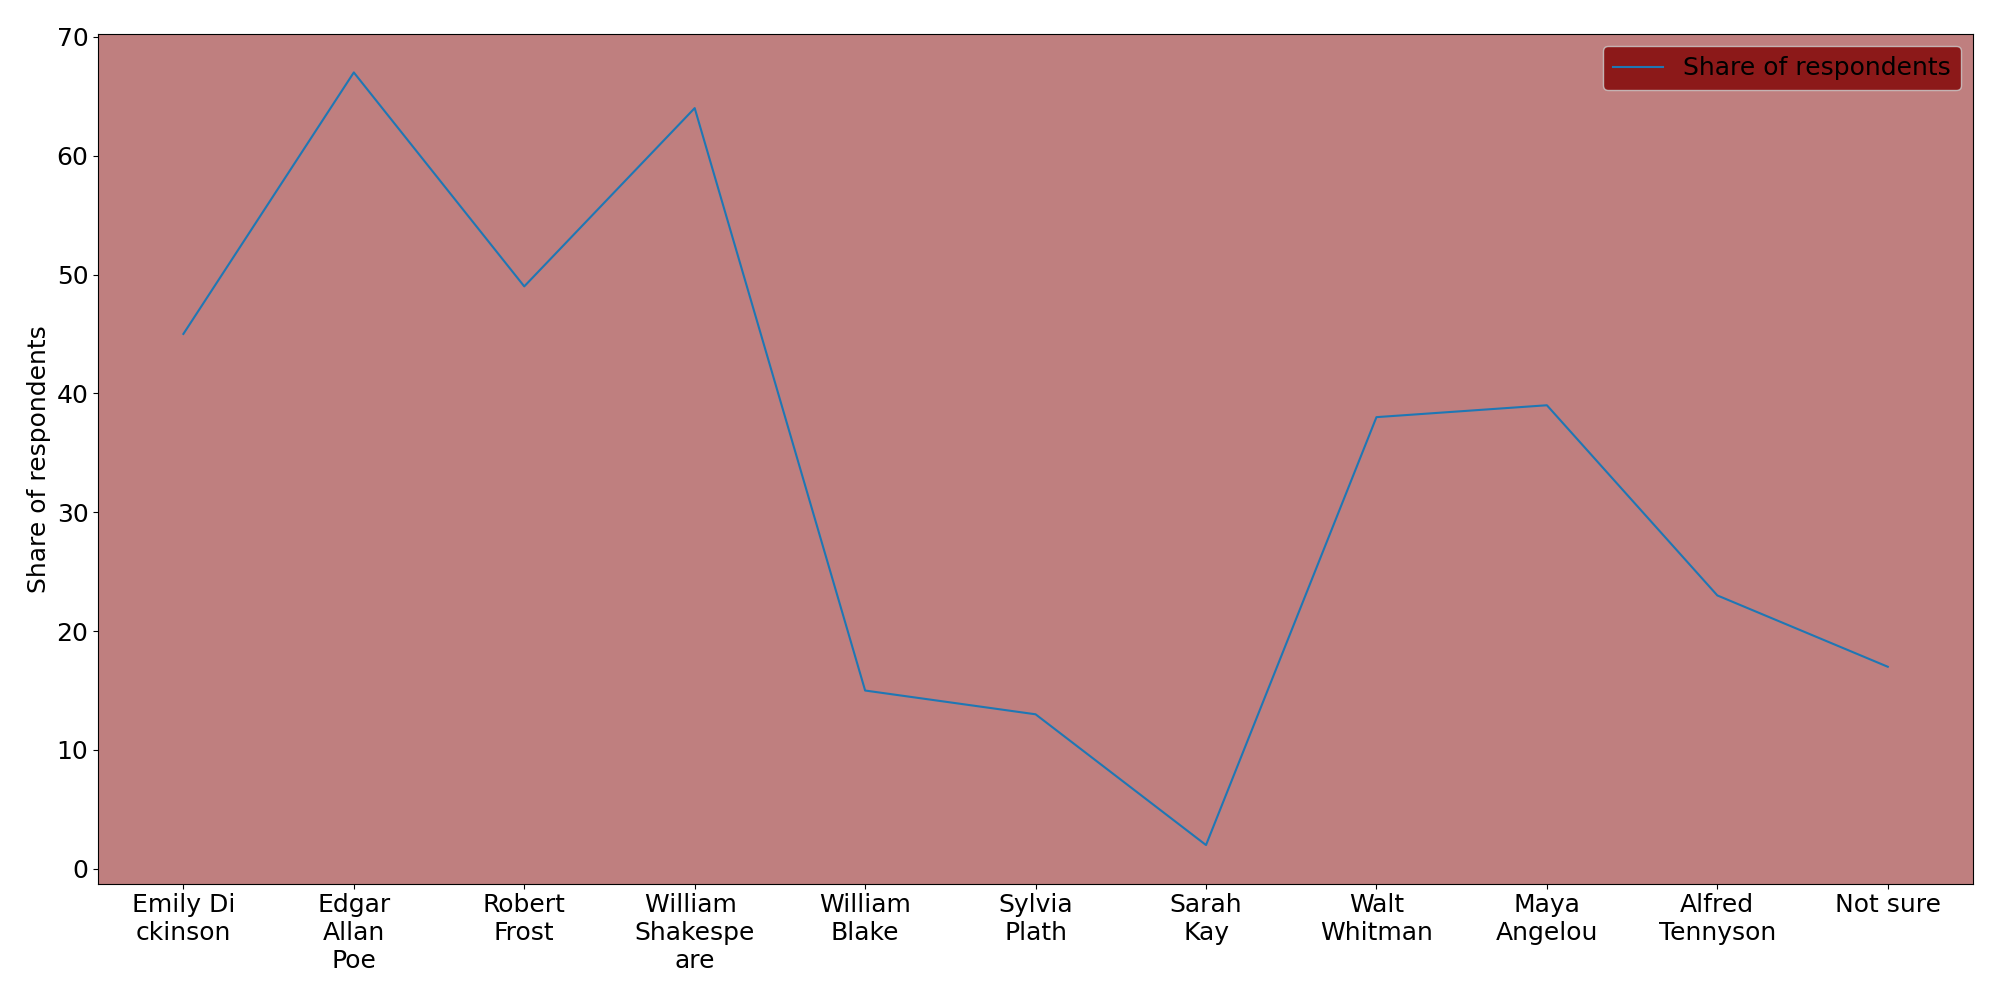 70
60
50
40
30
20
10
0
Share of respondents
Share of respondents
Emily Di
ckinson
Edgar
Allan
Poe
Robert
Frost
William
Shakespe
are
William
Blake
Sylvia
Plath
Sarah
Kay
Walt
Whitman
Maya
Angelou
Alfred
Tennyson
Not sure